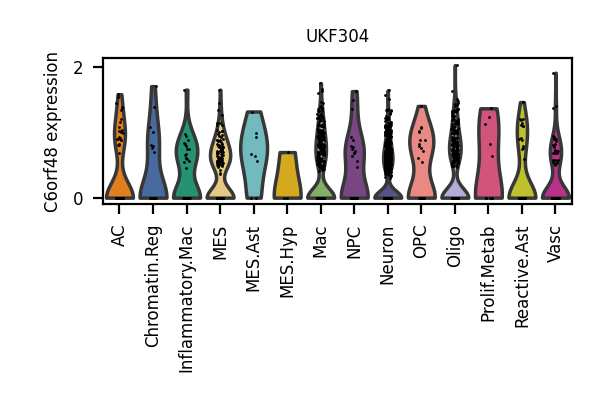 UKF304
C6orf48 expression
2
0
AC
Chromatin.Reg
Inflammatory.Mac
MES
MES.Ast
MES.Hyp
Mac
NPC
Neuron
OPC
Oligo
Prolif.Metab
Reactive.Ast
Vasc